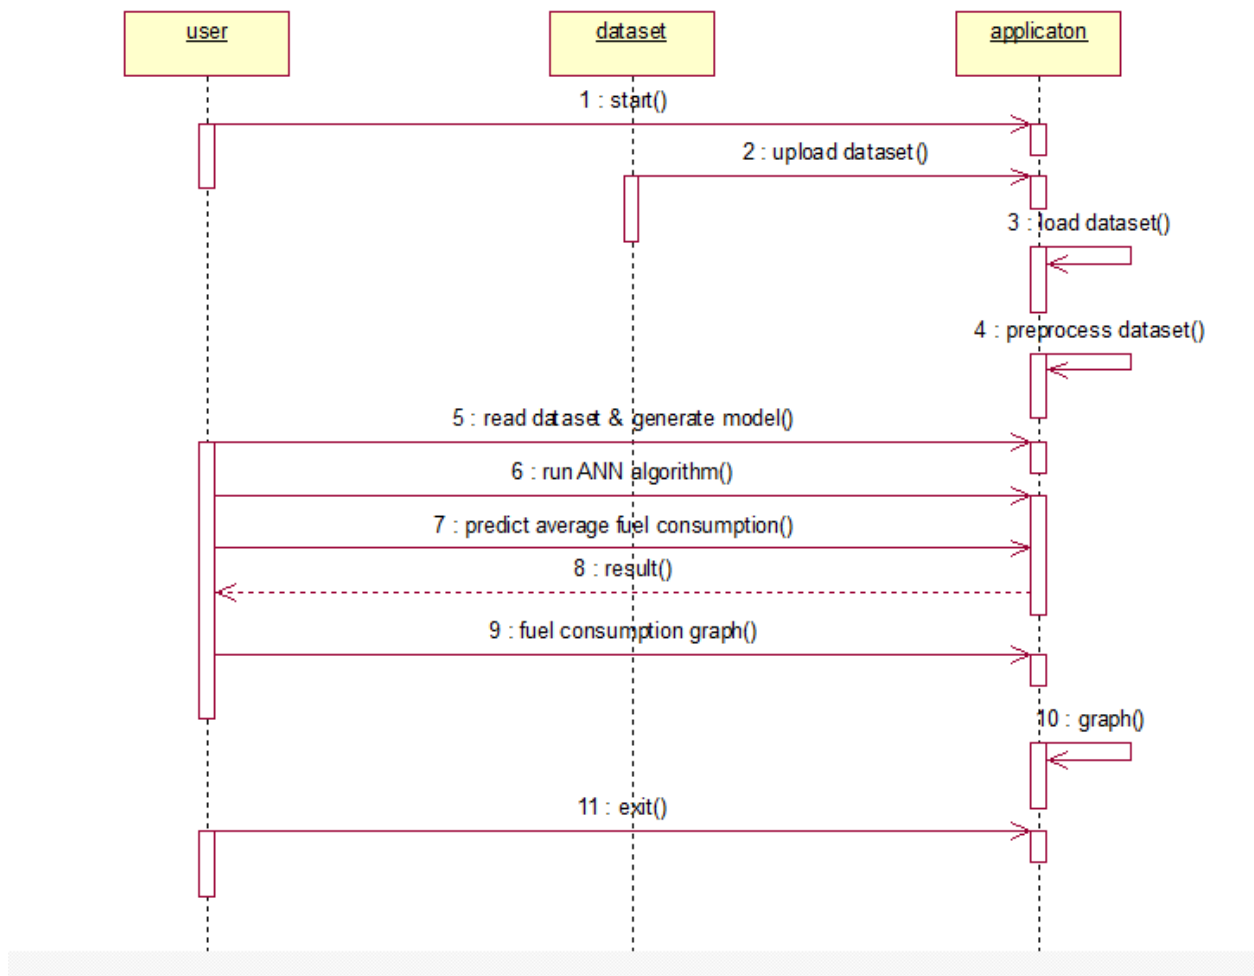 user
dataset
applicaton
1 : start()
2 : upload dataset()
3 : load dataset()
4 : preprocess dataset()
5 : read dataset & generate model()
6 : run ANN algorithm()
7 : predict average fuel consumption()
8 : result()
9 : fuel consumption graph()
10 : graph()
11 : exit()